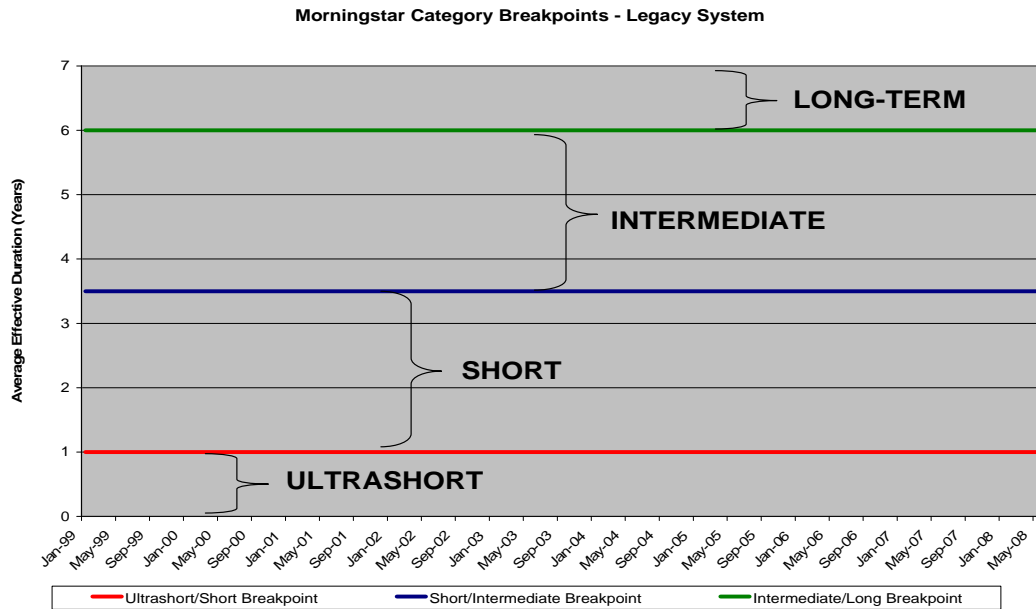 Morningstar Category Breakpoints - Legacy System
Average Effective Duration (Years)
7
6
5
4
3
2
1
0
LONG-TERM
INTERMEDIATE
SHORT
ULTRASHORT
Jan-99
May-99
Sep-99
Jan-00
May-00
Sep-00
Jan-01
May-01
Sep-01
Jan-02
May-02
Sep-02
Jan-03
May-03
Sep-03
Jan-04
May-04
Sep-04
Jan-05
May-05
Sep-05
Jan-06
May-06
Sep-06
Jan-07
May-07
Sep-07
Jan-08
May-08
Ultrashort/Short Breakpoint
Short/Intermediate Breakpoint
Intermediate/Long Breakpoint